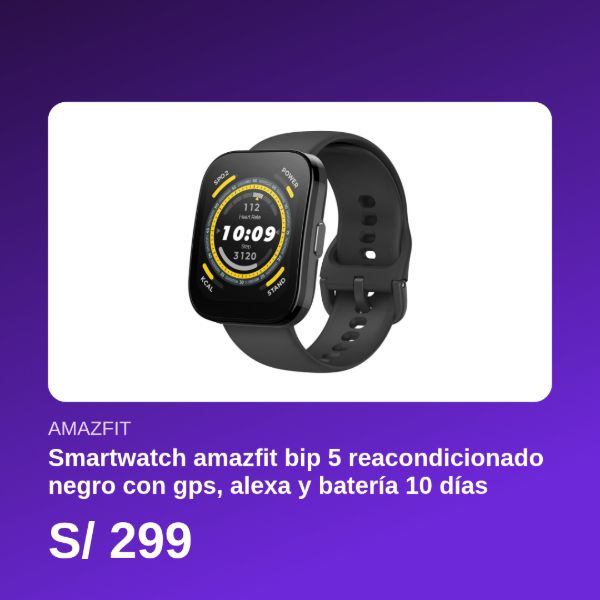 SPO2
POWER
112
Heart Rate
10:09
Step
3120
KCAL
STAND
AMAZFIT
Smartwatch amazfit bip 5 reacondicionado
negro con gps, alexa y batería 10 días
S/ 299